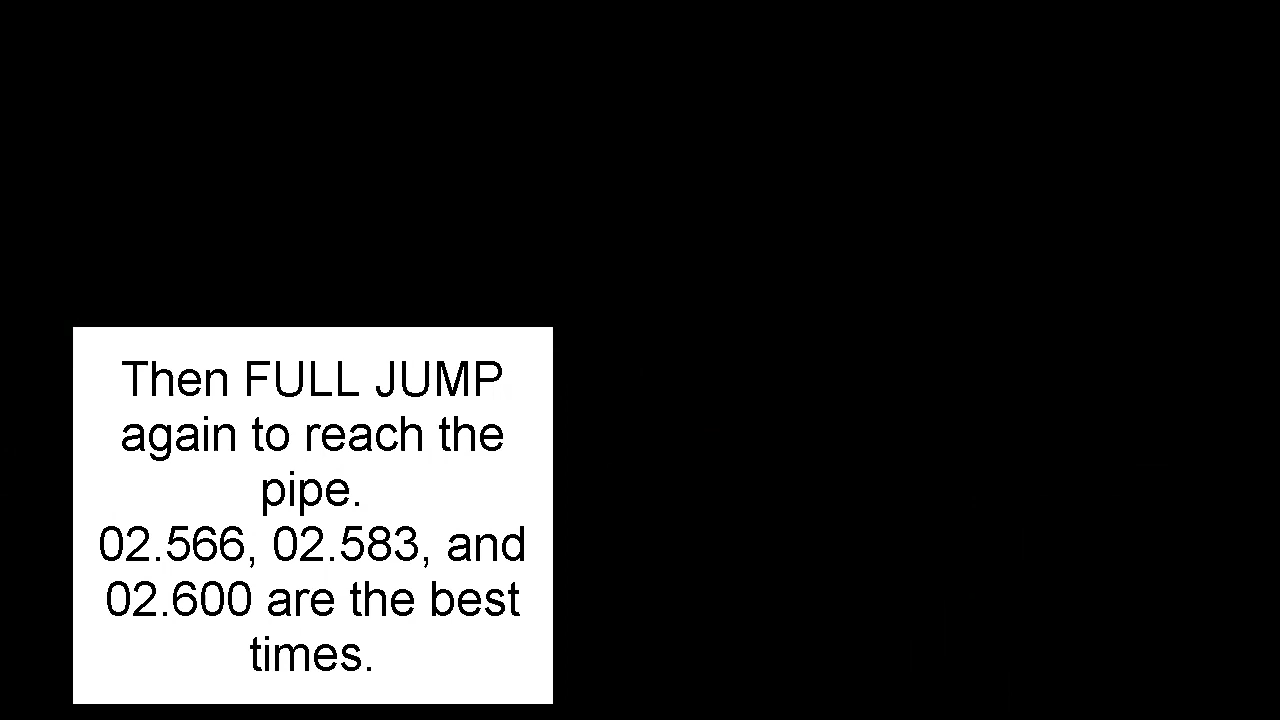 Then FULL JUMP
again to reach the
pipe.
02.566, 02.583, and
02.600 are the best
times.